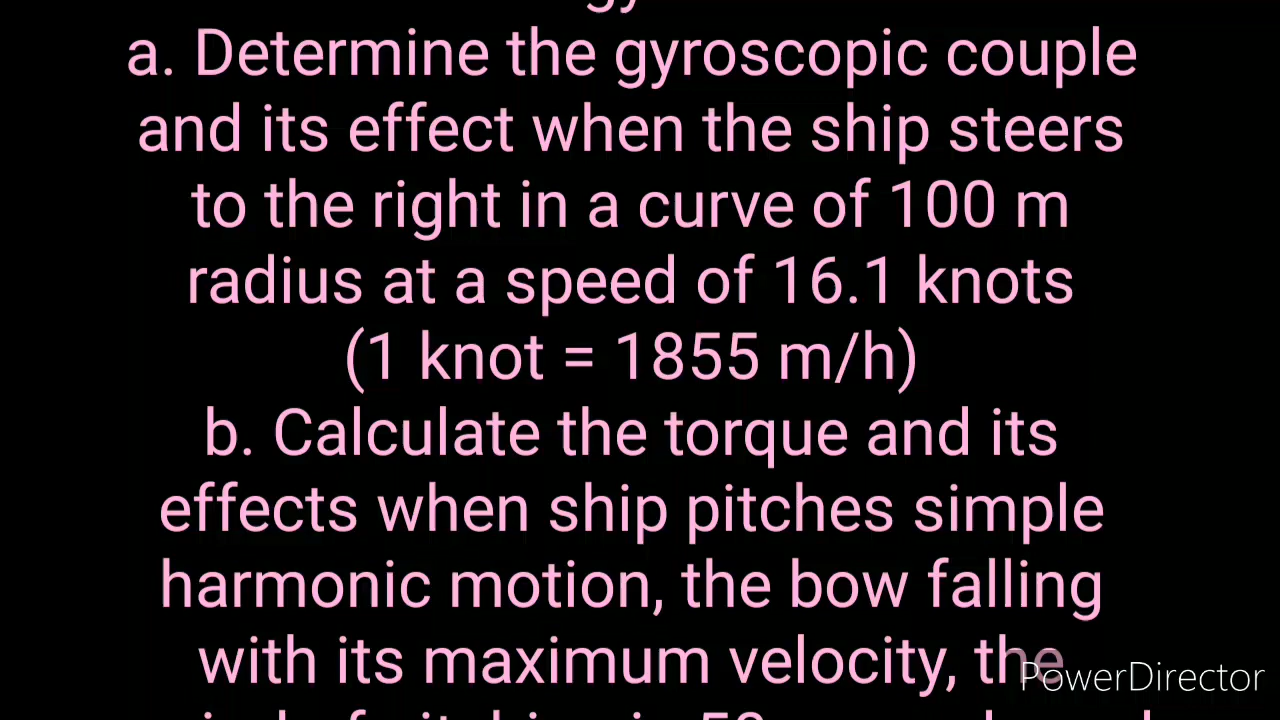 a. Determine the gyroscopic couple
and its effect when the ship steers
to the right in a curve of 100 m
radius at a speed of 16.1 knots
(1 knot = 1855 m/h)
b. Calculate the torque and its
effects when ship pitches simple
harmonic motion, the bow falling
with its maximum velocity, the
PowerDirector